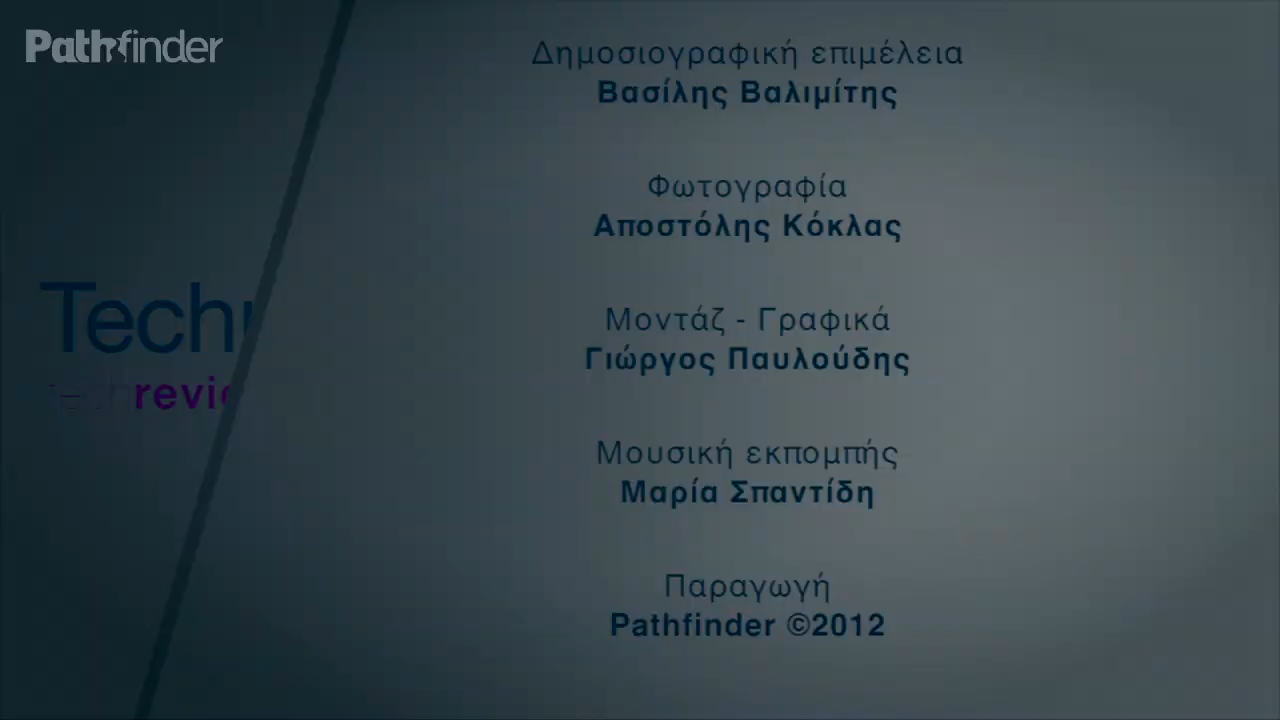 Pathfinder
Δημοσιογραφική επιμέλεια
Βασίλης Βαλιμίτης
Φωτογραφία
Αποστόλης Κόκλας
Μοντάζ - Γραφικά
Γιώργος Παυλούδης
Μουσική εκπομπής
Μαρία Σπαντίδη
Παραγωγή
Pathfinder ©2012